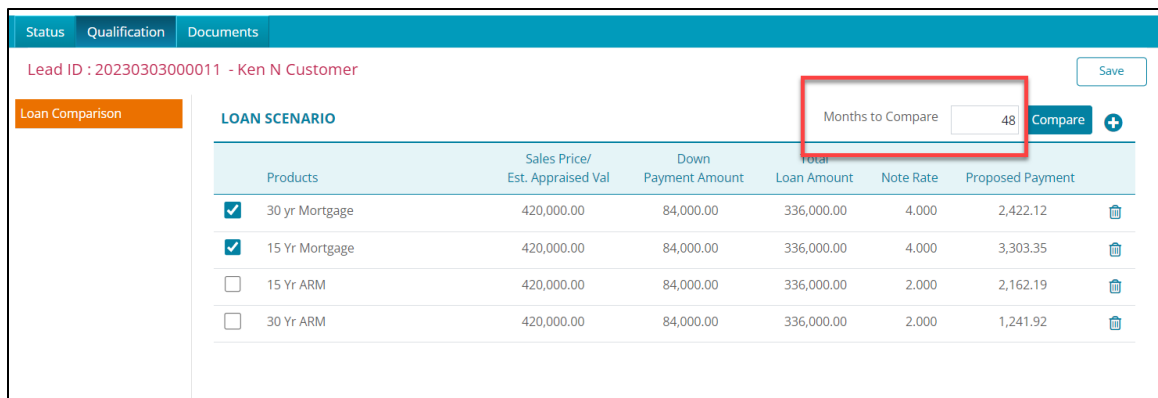 Status Qualification Documents
Lead ID : 20230303000011 - Ken N Customer
Save
Loan Comparison
LOAN SCENARIO
Months to Compare 48 Compare
Products Sales Price/ Est. Appraised Val Down Payment Amount Total Loan Amount Note Rate Proposed Payment
30 yr Mortgage 420,000.00 84,000.00 336,000.00 4.000 2,422.12
15 Yr Mortgage 420,000.00 84,000.00 336,000.00 4.000 3,303.35
15 Yr ARM 420,000.00 84,000.00 336,000.00 2.000 2,162.19
30 Yr ARM 420,000.00 84,000.00 336,000.00 2.000 1,241.92